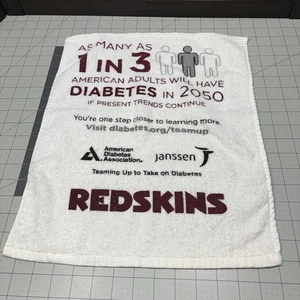 AS MANY AS
1 IN 3
AMERICAN ADULTS WILL HAVE
DIABETES IN 2050
IF PRESENT TRENDS CONTINUE
You're one step closer to learning more.
Visit diabetes.org/teamup
American
Diabetes
Association.
janssen
Teaming Up to Take on Diabetes
REDSKINS